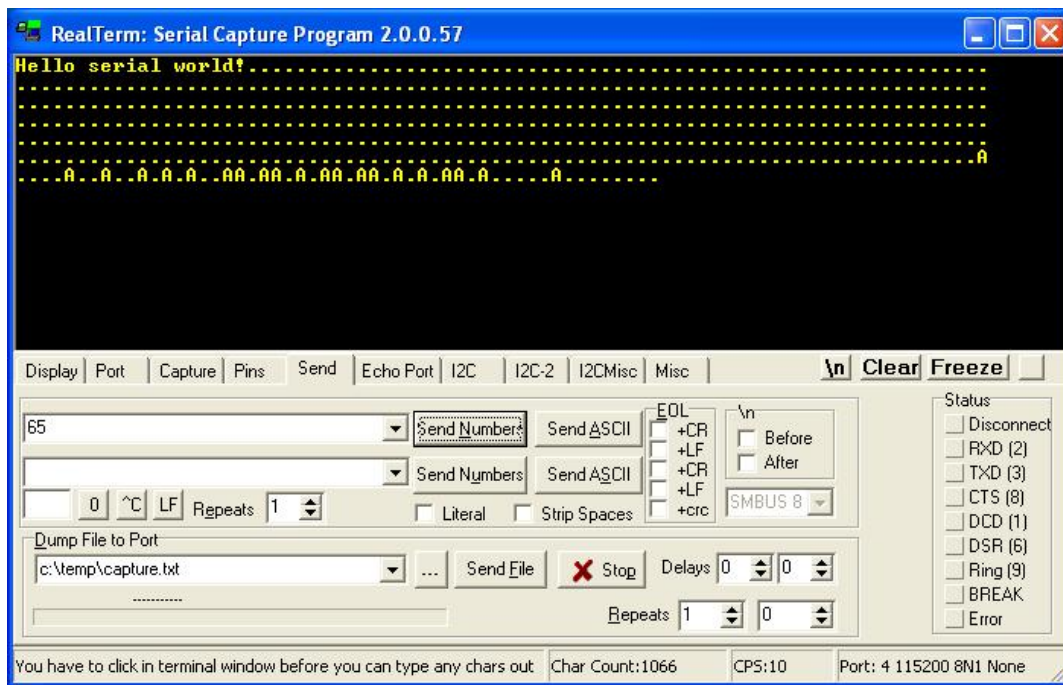 RealTerm: Serial Capture Program 2.0.0.57
Hello serial world!.............................................................................................
.........................................................................................................................
.........................................................................................................................
.........................................................................................................................
.........................................................................................................................
........................................................................................................................A
....A..A..A.A.A..AA.AA.A.AA.AA.A.A.AA.A.....A........
Display Port Capture Pins Send Echo Port I2C I2C-2 I2CMisc Misc \n Clear Freeze
65 Send Numbers Send ASCII
Send Numbers Send ASCII
0 ^C LF Repeats 1
Literal Strip Spaces
EOL
+CR
+LF
+CR
+LF
+crc
\n
Before
After
SMBUS 8
Dump File to Port
c:\temp\capture.txt ... Send File Stop Delays 0 0
-----------
Repeats 1 0
Status
Disconnect
RXD (2)
TXD (3)
CTS (8)
DCD (1)
DSR (6)
Ring (9)
BREAK
Error
You have to click in terminal window before you can type any chars out Char Count:1066 CPS:10 Port: 4 115200 8N1 None